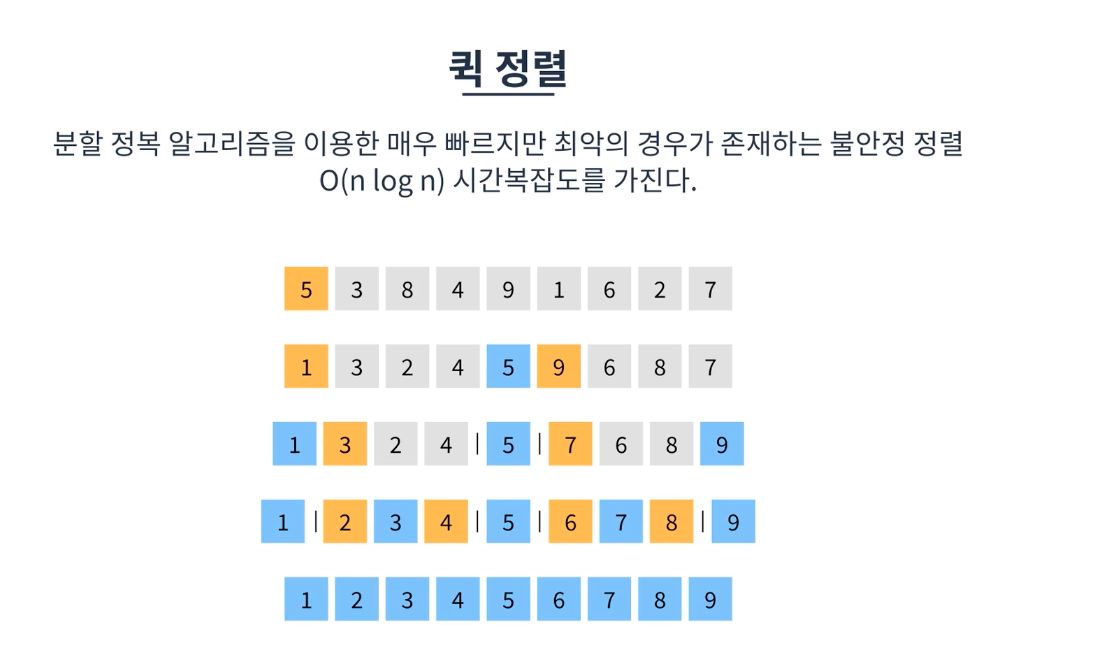 퀵 정렬
분할 정복 알고리즘을 이용한 매우 빠르지만 최악의 경우가 존재하는 불안정 정렬
O(n log n) 시간복잡도를 가진다.
5 3 8 4 9 1 6 2 7
1 3 2 4 5 9 6 8 7
1 3 2 4 | 5 | 7 6 8 9
1 | 2 3 4 | 5 | 6 7 8 | 9
1 2 3 4 5 6 7 8 9